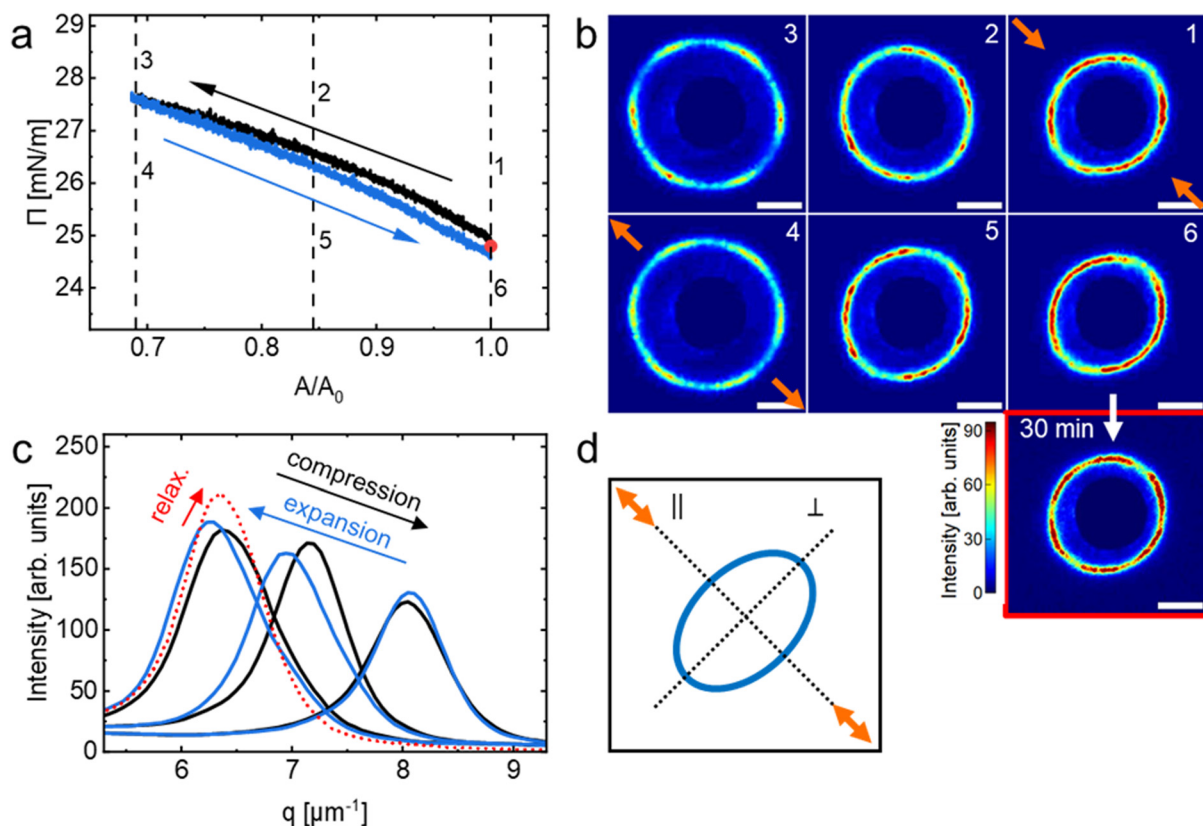 a
29
28
27
26
25
24
Π [mN/m]
3
2
1
4
5
6
0.7
0.8
0.9
1.0
A/A₀
b
3
2
1
4
5
6
30 min
90
60
30
0
Intensity [arb. units]
c
250
200
150
100
50
0
Intensity [arb. units]
relax.
compression
expansion
6
7
8
9
q [µm⁻¹]
d
||
⊥